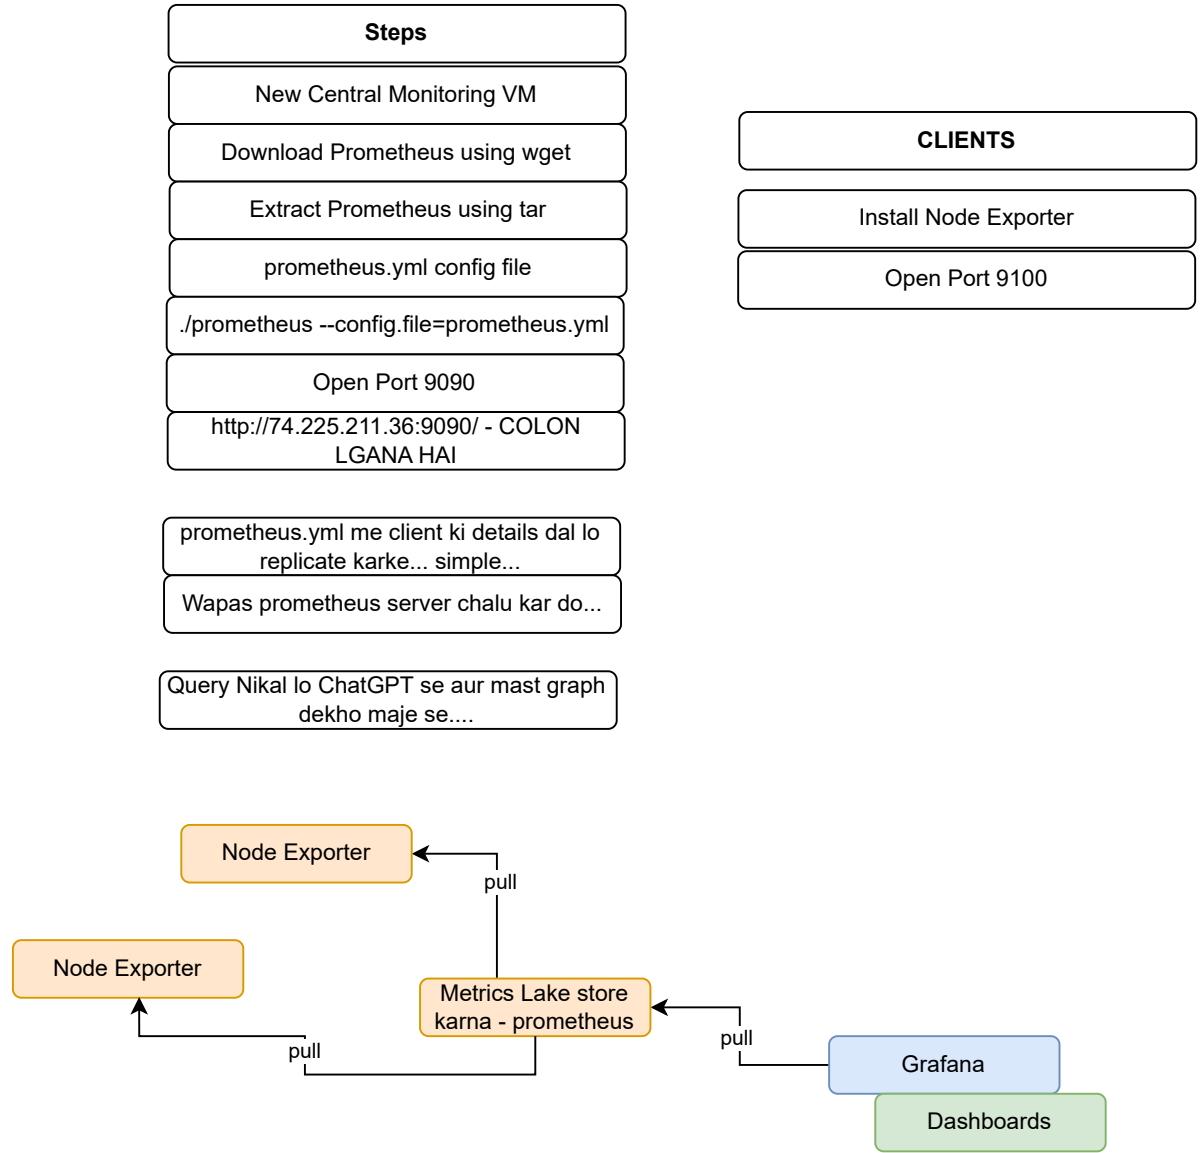 Steps
New Central Monitoring VM
Download Prometheus using wget
Extract Prometheus using tar
prometheus.yml config file
./prometheus --config.file=prometheus.yml
Open Port 9090
http://74.225.211.36:9090/ - COLON
LGANA HAI
CLIENTS
Install Node Exporter
Open Port 9100
prometheus.yml me client ki details dal lo
replicate karke... simple...
Wapas prometheus server chalu kar do...
Query Nikal lo ChatGPT se aur mast graph
dekho maje se....
Node Exporter
pull
Node Exporter
Metrics Lake store
karna - prometheus
pull
pull
Grafana
Dashboards